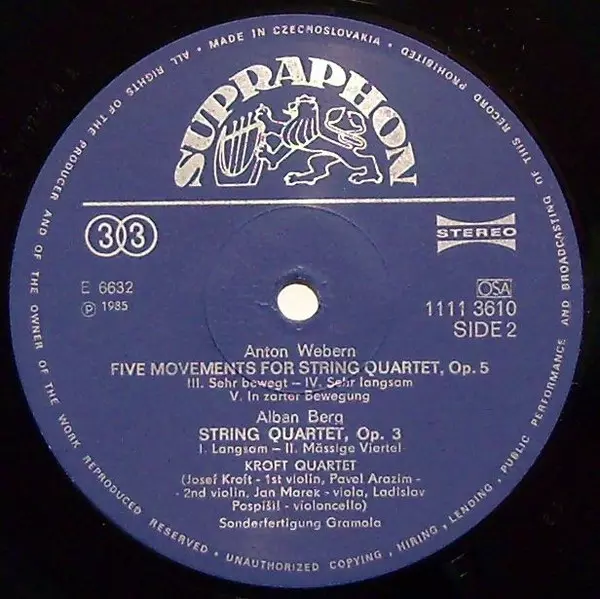 ALL RIGHTS OF THE PRODUCER AND OF THE OWNER OF THE WORK REPRODUCED RESERVED • UNAUTHORIZED COPYING, HIRING, LENDING, PUBLIC PERFORMANCE AND BROADCASTING OF THIS RECORD PROHIBITED • MADE IN CZECHOSLOVAKIA •
SUPRAPHON
33
STEREO
E 6632
℗ 1985
OSA
1111 3610
SIDE 2
Anton Webern
FIVE MOVEMENTS FOR STRING QUARTET, Op. 5
III. Sehr bewegt – IV. Sehr langsam
V. In zarter Bewegung
Alban Berg
STRING QUARTET, Op. 3
I. Langsam – II. Mässige Viertel
KROFT QUARTET
(Josef Kroft - 1st violin, Pavel Arazim -
- 2nd violin, Jan Marek - viola, Ladislav
Pospíšil - violoncello)
Sonderfertigung Gramola